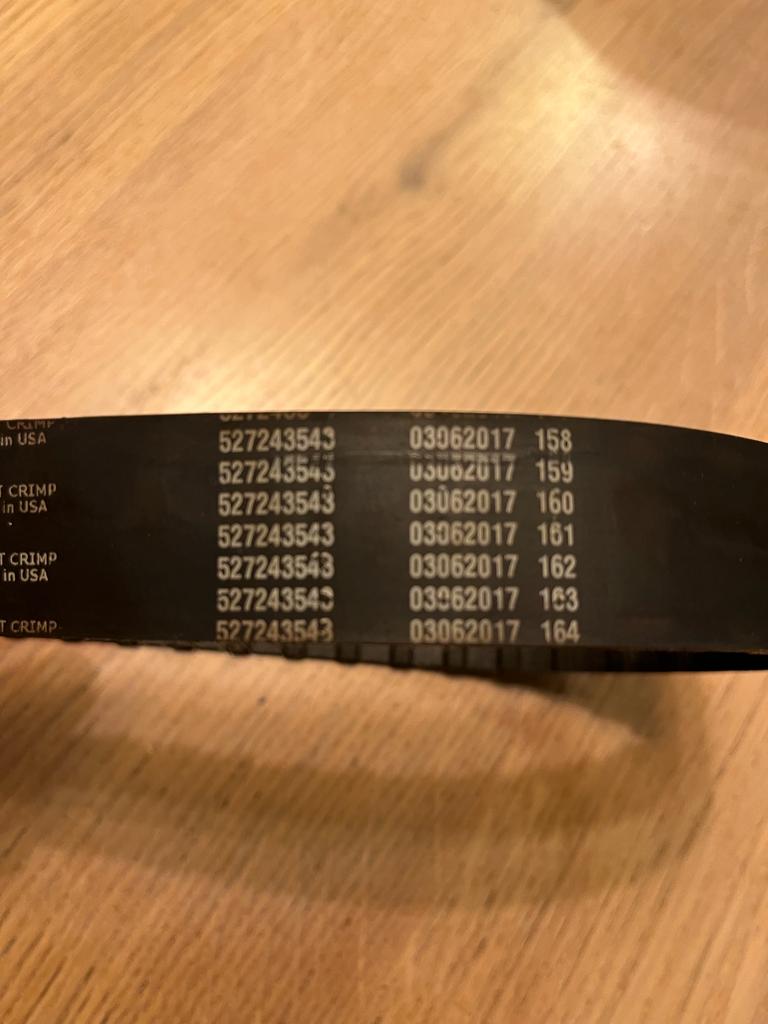 CRIMP
in USA 527243543 03062017 158
527243543 03062017 159
T CRIMP 527243543 03062017 160
in USA
527243543 03062017 161
T CRIMP 527243543 03062017 162
in USA
527243543 03062017 163
T CRIMP 527243543 03062017 164